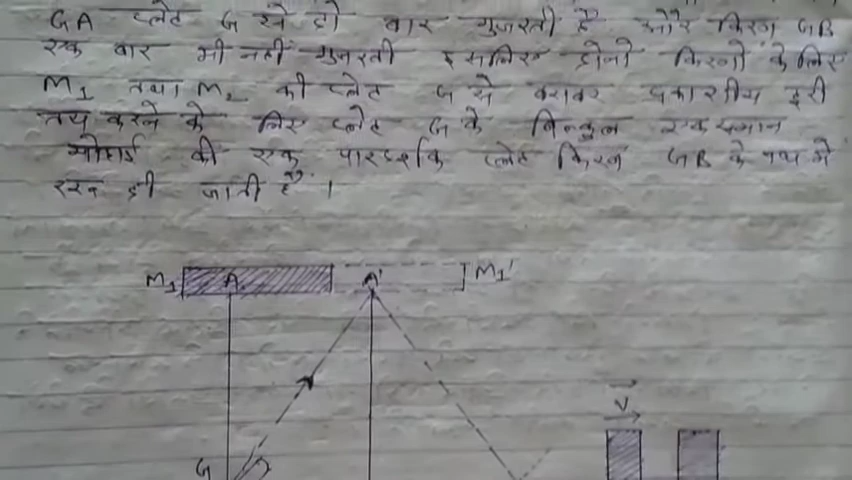 GA प्लेट G से दो बार गुजरती है और किरण GB
एक बार भी नही गुजरती इसलिए दोनो किरणो के लिए
M₁ तथा M₂ की प्लेट G से बराबर प्रकाशीय दूरी
तय करने के लिए प्लेट G के बिल्कुल एक समान
मोटाई की एक पारदर्शक प्लेट किरण GB के पथ मे
रख दी जाती है ।
M₁ A A' M₁'
V
G